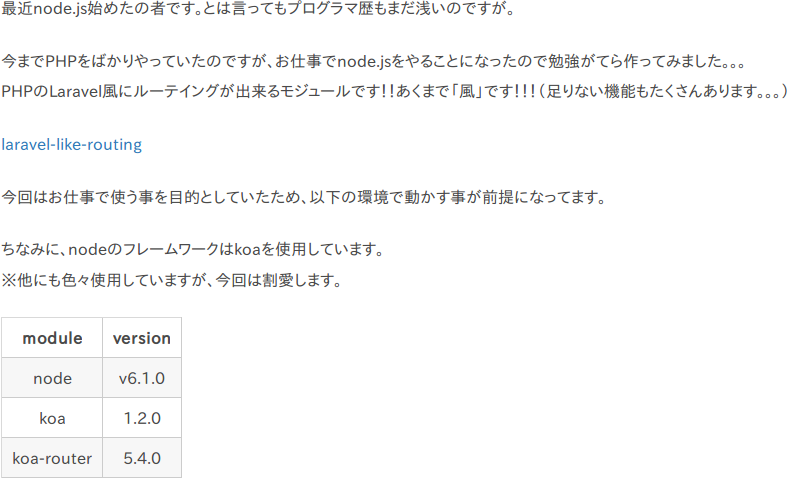 最近node.js始めたの者です。とは言ってもプログラマ歴もまだ浅いのですが。
今までPHPをばかりやっていたのですが、お仕事でnode.jsをやることになったので勉強がてら作ってみました。。。
PHPのLaravel風にルーテイングが出来るモジュールです！！あくまで「風」です！！！（足りない機能もたくさんあります。。。）
laravel-like-routing
今回はお仕事で使う事を目的としていたため、以下の環境で動かす事が前提になってます。
ちなみに、nodeのフレームワークはkoaを使用しています。
※他にも色々使用していますが、今回は割愛します。
module version
node v6.1.0
koa 1.2.0
koa-router 5.4.0